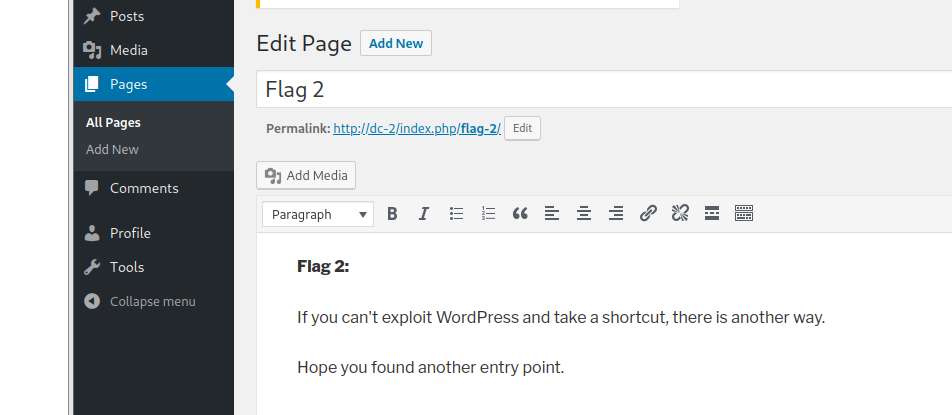 Posts
Media
Pages
All Pages
Add New
Comments
Profile
Tools
Collapse menu
Edit Page Add New
Flag 2
Permalink: http://dc-2/index.php/flag-2/ Edit
Add Media
Paragraph
Flag 2:
If you can't exploit WordPress and take a shortcut, there is another way.
Hope you found another entry point.